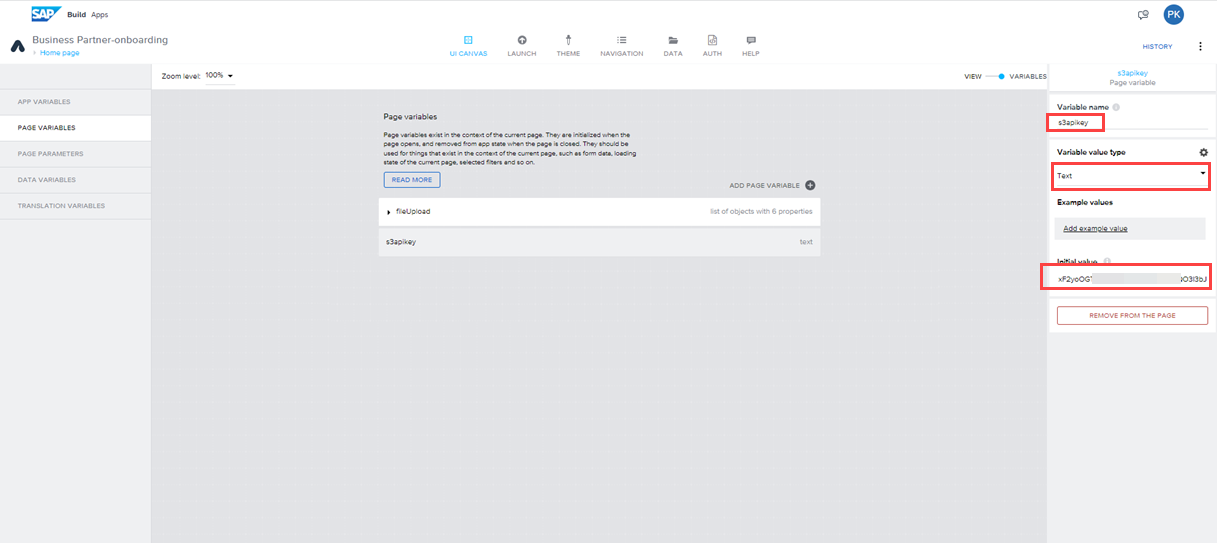 SAP Build Apps
PK
Business Partner-onboarding
Home page
UI CANVAS
LAUNCH
THEME
NAVIGATION
DATA
AUTH
HELP
HISTORY
Zoom level: 100%
VIEW
VARIABLES
APP VARIABLES
PAGE VARIABLES
PAGE PARAMETERS
DATA VARIABLES
TRANSLATION VARIABLES
Page variables
Page variables exist in the context of the current page. They are initialized when the
page opens, and removed from app state when the page is closed. They should be
used for things that exist in the context of the current page, such as form data, loading
state of the current page, selected filters and so on.
READ MORE
ADD PAGE VARIABLE
fileUpload
list of objects with 6 properties
s3apikey
text
s3apikey
Page variable
Variable name
s3apikey
Variable value type
Text
Example values
Add example value
Initial value
REMOVE FROM THE PAGE